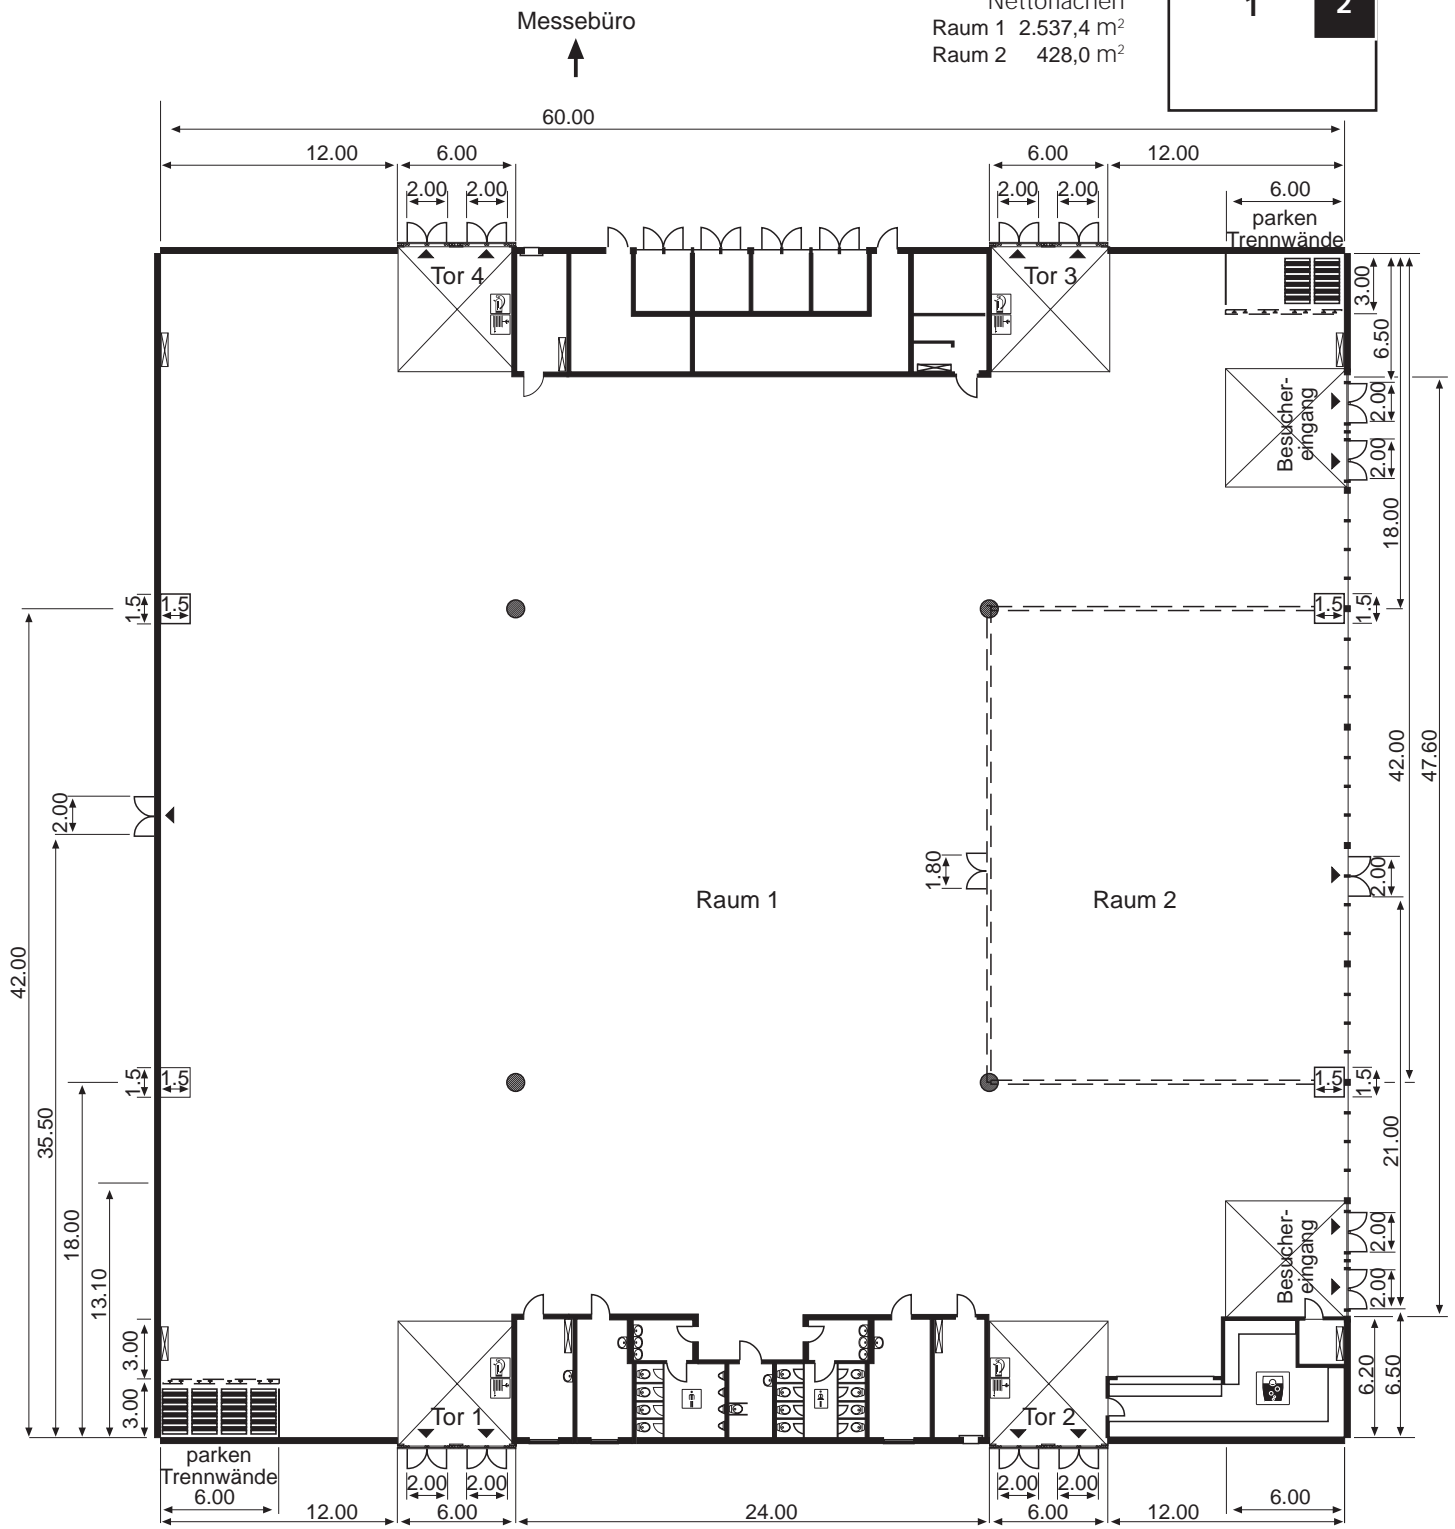 Nettoflächen
1
2
Messebüro
Raum 1 2.537,4 m²
Raum 2 428,0 m²
60.00
12.00
6.00
6.00
12.00
2.00
2.00
2.00
2.00
6.00
parken
Trennwände
Tor 4
Tor 3
3.00
6.50
Besucher-
eingang
2.00
2.00
18.00
1.5
1.5
1.5
1.5
42.00
47.60
2.00
1.80
2.00
Raum 1
Raum 2
42.00
35.50
1.5
1.5
1.5
1.5
18.00
13.10
21.00
Besucher-
eingang
2.00
2.00
3.00
3.00
6.20
6.50
Tor 1
Tor 2
parken
Trennwände
6.00
2.00
2.00
2.00
2.00
6.00
12.00
6.00
24.00
6.00
12.00